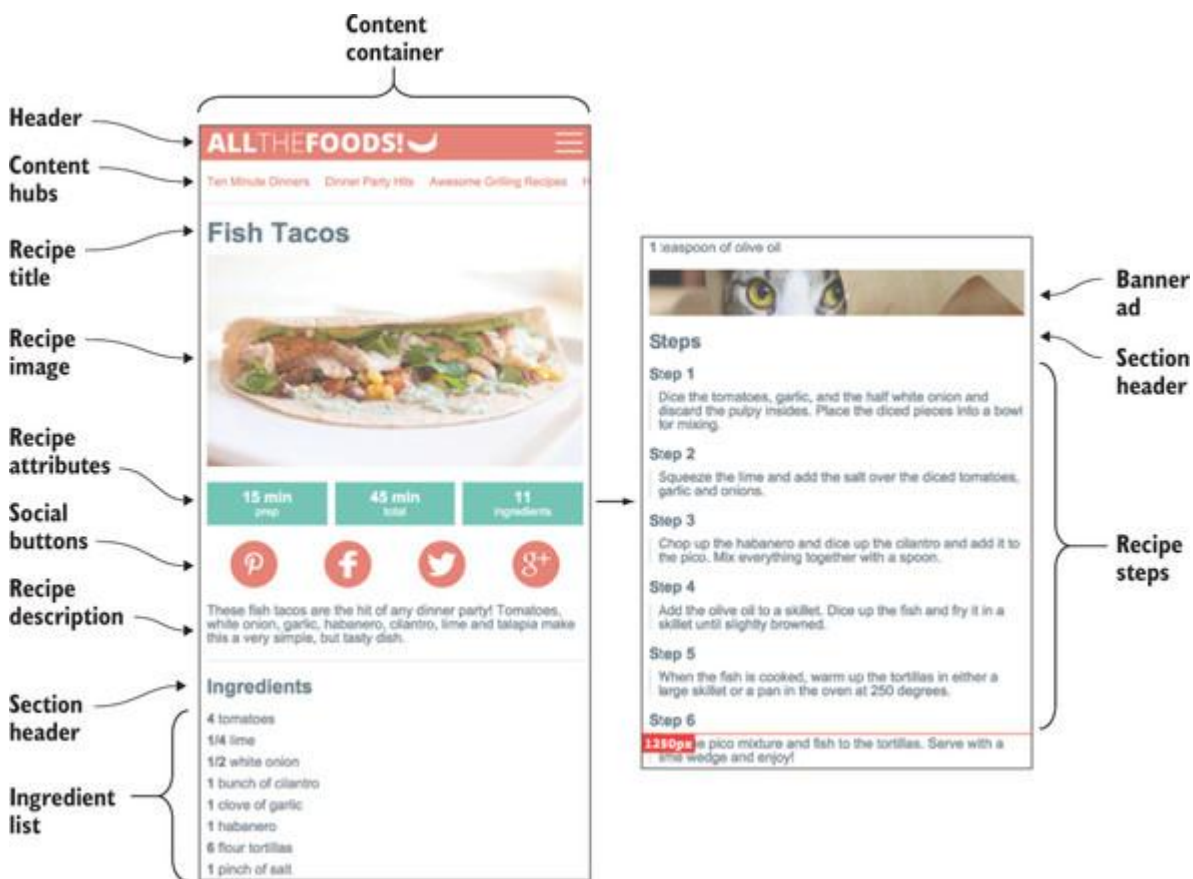 Content
container
Header
Content
hubs
Recipe
title
Recipe
image
Recipe
attributes
Social
buttons
Recipe
description
Section
header
Ingredient
list
ALLTHEFOODS!
Ten Minute Dinners Dinner Party Hits Awesome Grilling Recipes H
Fish Tacos
15 min
prep
45 min
total
11
ingredients
g+
These fish tacos are the hit of any dinner party! Tomatoes,
white onion, garlic, habanero, cilantro, lime and talapia make
this a very simple, but tasty dish.
Ingredients
4 tomatoes
1/4 lime
1/2 white onion
1 bunch of cilantro
1 clove of garlic
1 habanero
6 flour tortillas
1 pinch of salt
1 teaspoon of olive oil
Steps
Step 1
Dice the tomatoes, garlic, and the half white onion and
discard the pulpy insides. Place the diced pieces into a bowl
for mixing.
Step 2
Squeeze the lime and add the salt over the diced tomatoes,
garlic and onions.
Step 3
Chop up the habanero and dice up the cilantro and add it to
the pico. Mix everything together with a spoon.
Step 4
Add the olive oil to a skillet. Dice up the fish and fry it in a
skillet until slightly browned.
Step 5
When the fish is cooked, warm up the tortillas in either a
large skillet or a pan in the oven at 250 degrees.
Step 6
pico mixture and fish to the tortillas. Serve with a
lime wedge and enjoy!
Banner
ad
Section
header
Recipe
steps